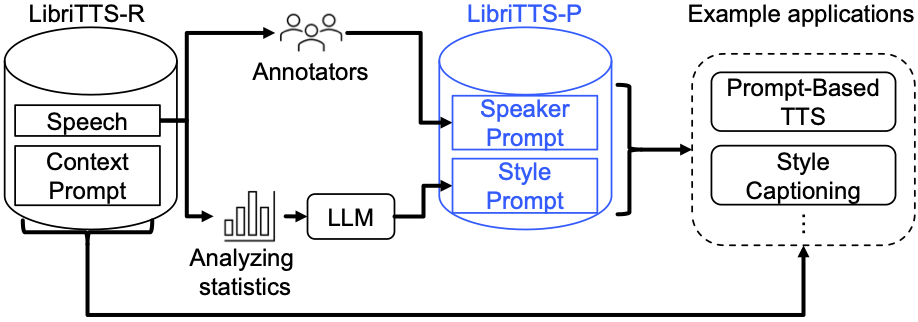 LibriTTS-R
Speech
Context
Prompt
Annotators
Analyzing
statistics
LLM
LibriTTS-P
Speaker
Prompt
Style
Prompt
Example applications
Prompt-Based
TTS
Style
Captioning
⋮